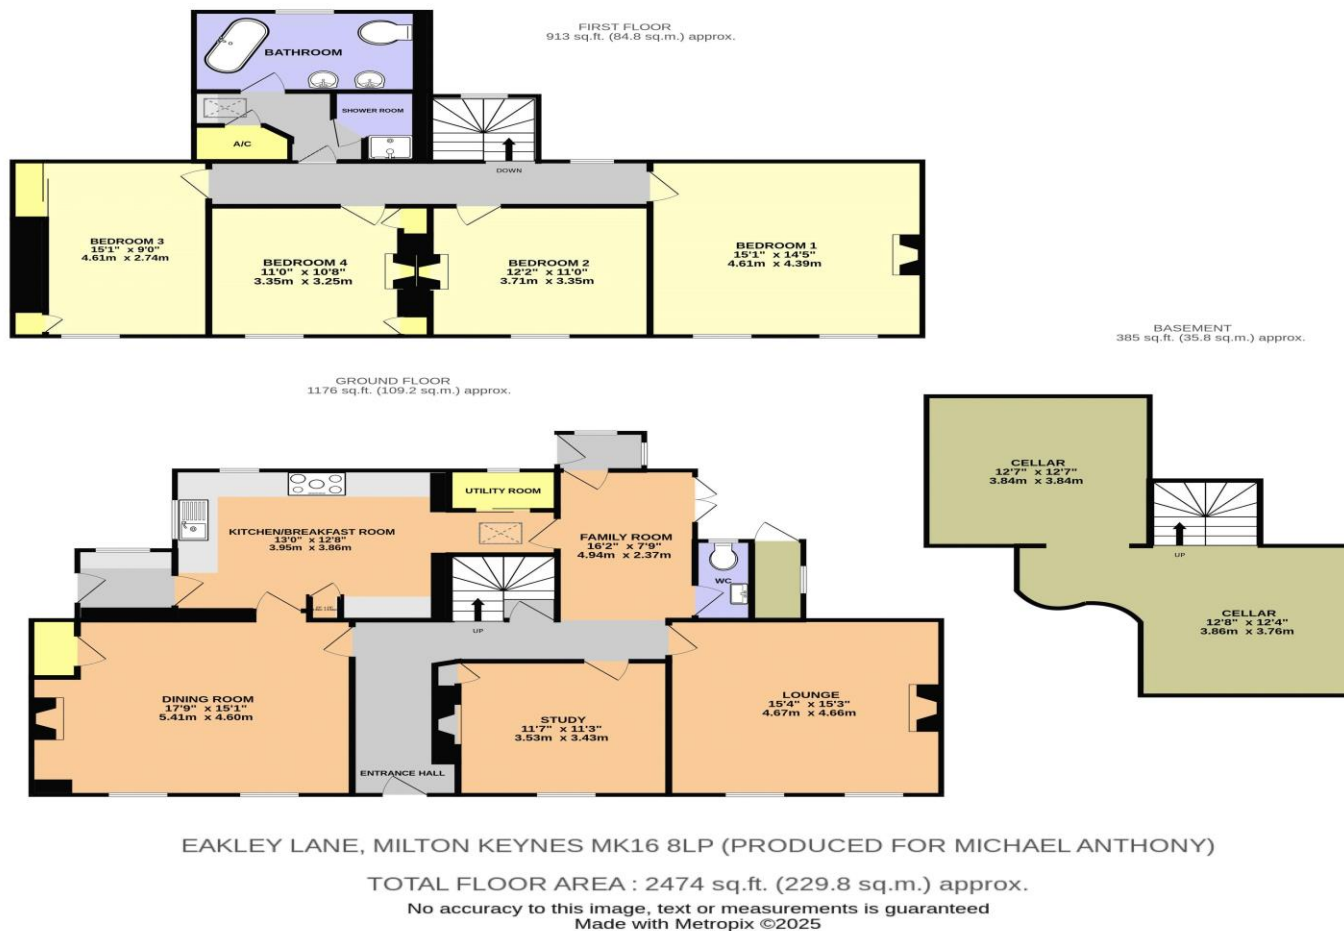 FIRST FLOOR
913 sq.ft. (84.8 sq.m.) approx.
BATHROOM
SHOWER ROOM
A/C
DOWN
BEDROOM 3
15'1" x 9'0"
4.61m x 2.74m
BEDROOM 4
11'0" x 10'8"
3.35m x 3.25m
BEDROOM 2
12'2" x 11'0"
3.71m x 3.35m
BEDROOM 1
15'1" x 14'5"
4.61m x 4.39m
BASEMENT
385 sq.ft. (35.8 sq.m.) approx.
CELLAR
12'7" x 12'7"
3.84m x 3.84m
UP
CELLAR
12'8" x 12'4"
3.86m x 3.76m
GROUND FLOOR
1176 sq.ft. (109.2 sq.m.) approx.
UTILITY ROOM
KITCHEN/BREAKFAST ROOM
13'0" x 12'8"
3.95m x 3.86m
FAMILY ROOM
16'2" x 7'9"
4.94m x 2.37m
WC
UP
DINING ROOM
17'9" x 15'1"
5.41m x 4.60m
STUDY
11'7" x 11'3"
3.53m x 3.43m
LOUNGE
15'4" x 15'3"
4.67m x 4.66m
ENTRANCE HALL
EAKLEY LANE, MILTON KEYNES MK16 8LP (PRODUCED FOR MICHAEL ANTHONY)
TOTAL FLOOR AREA : 2474 sq.ft. (229.8 sq.m.) approx.
No accuracy to this image, text or measurements is guaranteed
Made with Metropix ©2025